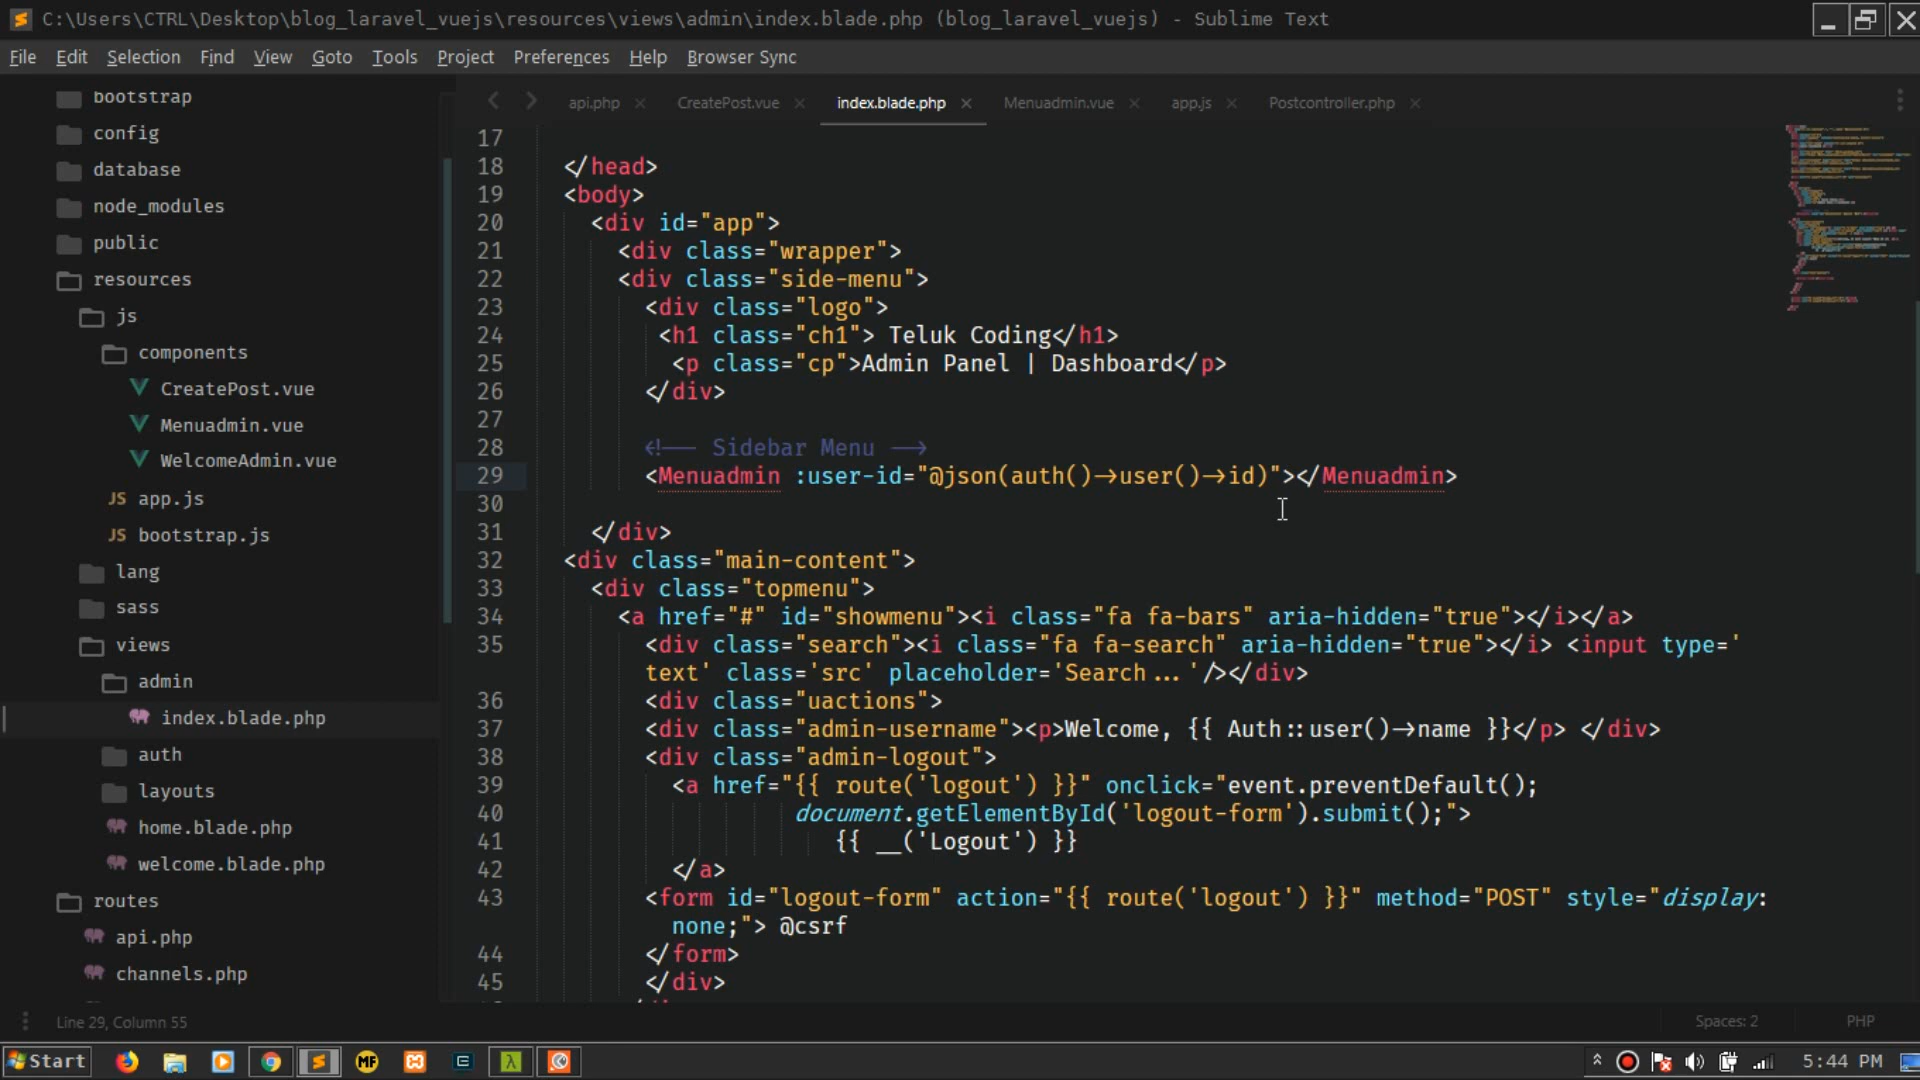 C:\Users\CTRL\Desktop\blog_laravel_vuejs\resources\views\admin\index.blade.php (blog_laravel_vuejs) - Sublime Text
File Edit Selection Find View Goto Tools Project Preferences Help Browser Sync
bootstrap
config
database
node_modules
public
resources
js
components
CreatePost.vue
Menuadmin.vue
WelcomeAdmin.vue
JS app.js
JS bootstrap.js
lang
sass
views
admin
index.blade.php
auth
layouts
home.blade.php
welcome.blade.php
routes
api.php
channels.php
api.php CreatePost.vue index.blade.php Menuadmin.vue app.js Postcontroller.php
17
18 </head>
19 <body>
20 <div id="app">
21 <div class="wrapper">
22 <div class="side-menu">
23 <div class="logo">
24 <h1 class="ch1"> Teluk Coding</h1>
25 <p class="cp">Admin Panel | Dashboard</p>
26 </div>
27
28 <!-- Sidebar Menu -->
29 <Menuadmin :user-id="@json(auth()->user()->id)"></Menuadmin>
30
31 </div>
32 <div class="main-content">
33 <div class="topmenu">
34 <a href="#" id="showmenu"><i class="fa fa-bars" aria-hidden="true"></i></a>
35 <div class="search"><i class="fa fa-search" aria-hidden="true"></i> <input type='
text' class='src' placeholder='Search...' /></div>
36 <div class="uactions">
37 <div class="admin-username"><p>Welcome, {{ Auth::user()->name }}</p> </div>
38 <div class="admin-logout">
39 <a href="{{ route('logout') }}" onclick="event.preventDefault();
40 document.getElementById('logout-form').submit();">
41 {{ __('Logout') }}
42 </a>
43 <form id="logout-form" action="{{ route('logout') }}" method="POST" style="display:
none;"> @csrf
44 </form>
45 </div>
Line 29, Column 55 Spaces: 2 PHP
Start MF 5:44 PM